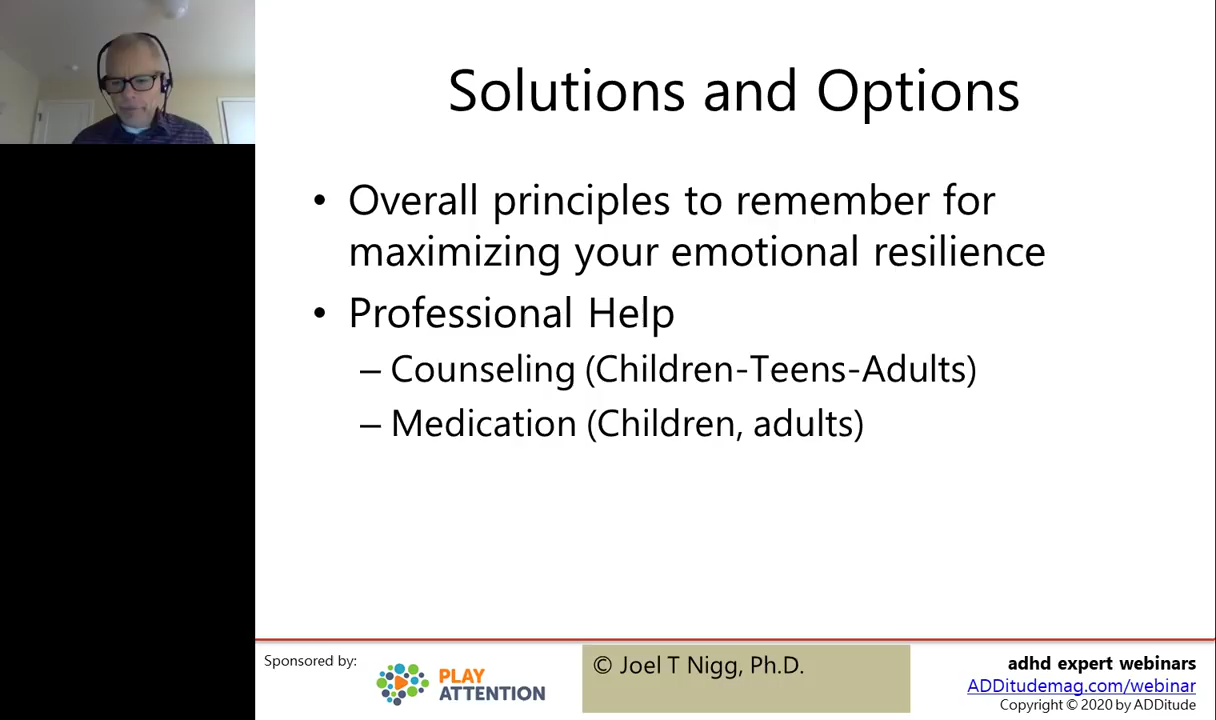 Solutions and Options
• Overall principles to remember for
maximizing your emotional resilience
• Professional Help
– Counseling (Children-Teens-Adults)
– Medication (Children, adults)
Sponsored by:
PLAY
ATTENTION
© Joel T Nigg, Ph.D.
adhd expert webinars
ADDitudemag.com/webinar
Copyright © 2020 by ADDitude